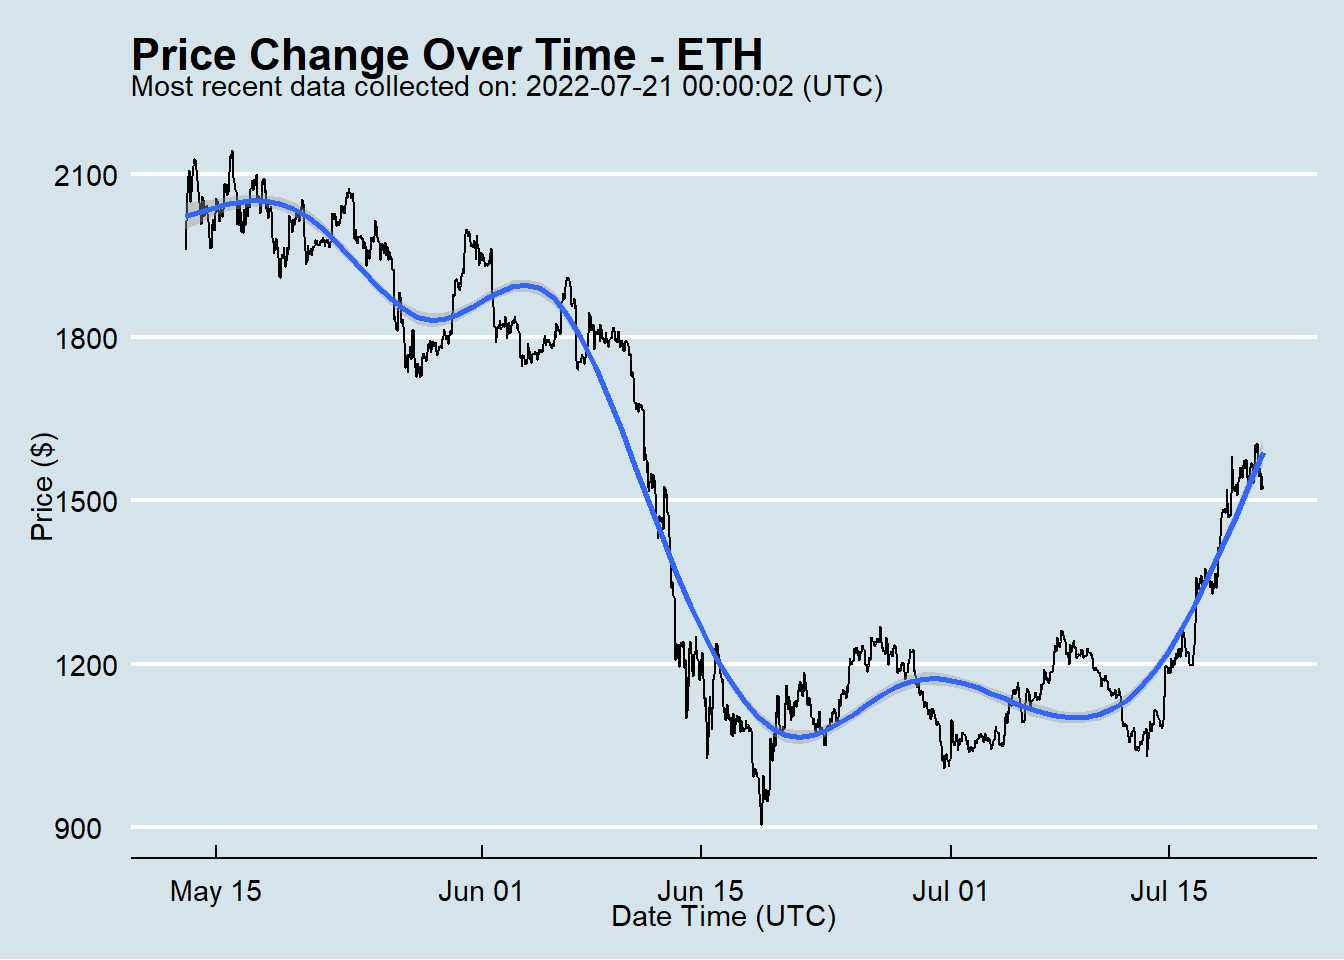 Price Change Over Time - ETH
Most recent data collected on: 2022-07-21 00:00:02 (UTC)
2100
1800
1500
1200
900
Price ($)
May 15
Jun 01
Jun 15
Jul 01
Jul 15
Date Time (UTC)